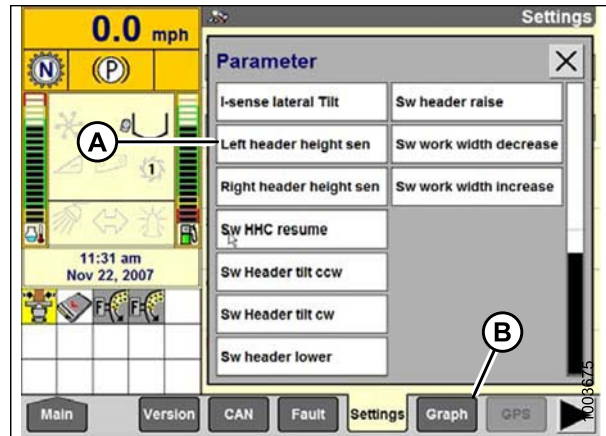 0.0 mph
Settings
N
(P)
Parameter
I-sense lateral Tilt
Sw header raise
A
Left header height sen
Sw work width decrease
1
Right header height sen
Sw work width increase
Sw HHC resume
11:31 am
Nov 22, 2007
Sw Header tilt ccw
Sw Header tilt cw
F F
B
Sw header lower
Main
Version
CAN
Fault
Settings
Graph
GPS
1003675